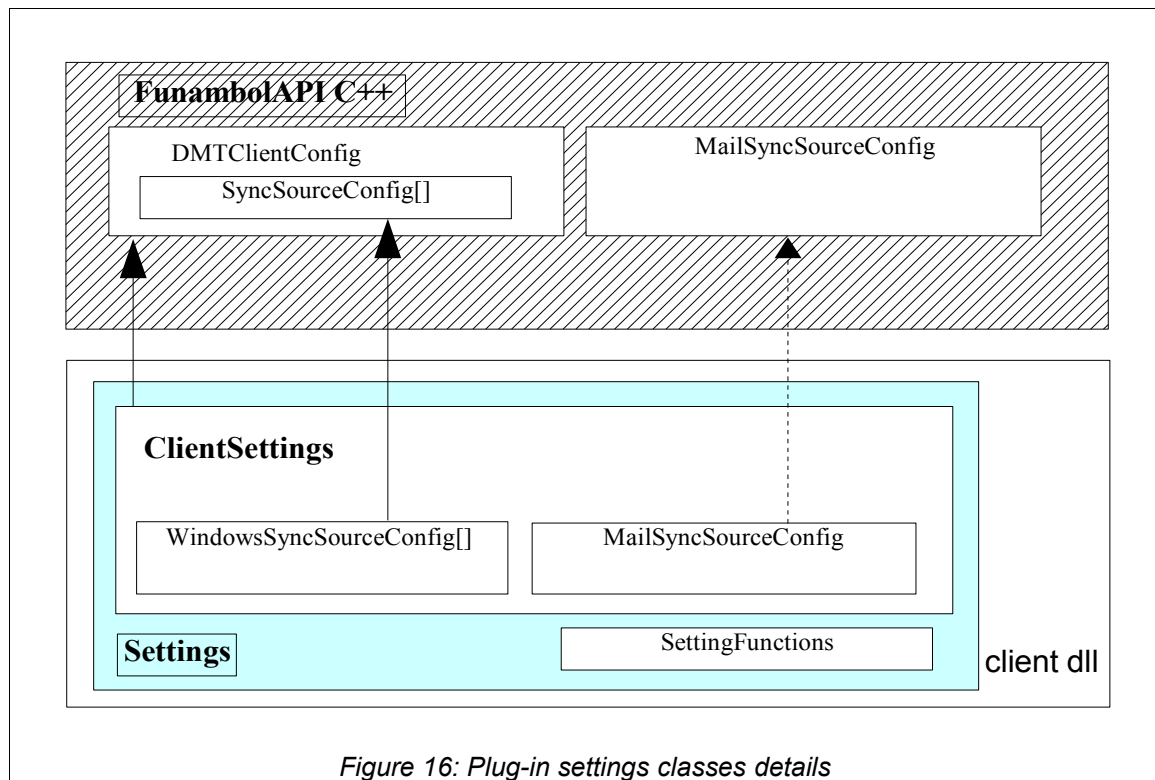 FunambolAPI C++
DMTClientConfig
SyncSourceConfig[]
MailSyncSourceConfig
ClientSettings
WindowsSyncSourceConfig[]
MailSyncSourceConfig
Settings
SettingFunctions
client dll
Figure 16: Plug-in settings classes details